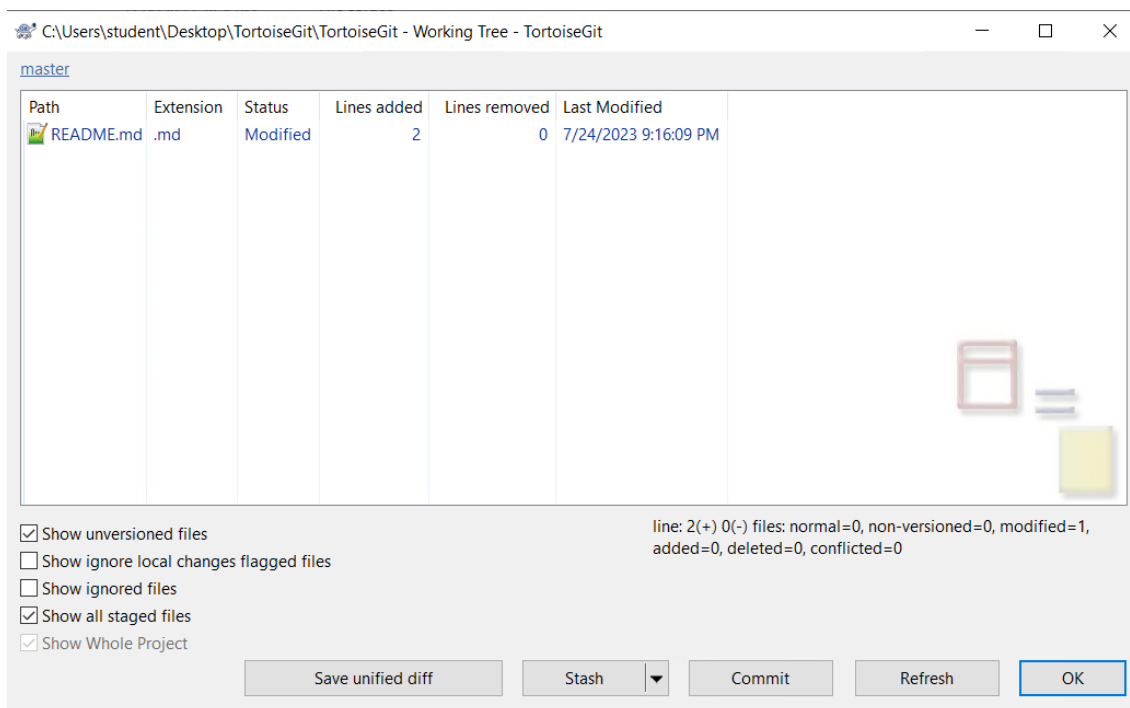 C:\Users\student\Desktop\TortoiseGit\TortoiseGit - Working Tree - TortoiseGit
master
Path Extension Status Lines added Lines removed Last Modified
README.md .md Modified 2 0 7/24/2023 9:16:09 PM
Show unversioned files
Show ignore local changes flagged files
Show ignored files
Show all staged files
Show Whole Project
line: 2(+) 0(-) files: normal=0, non-versioned=0, modified=1,
added=0, deleted=0, conflicted=0
Save unified diff Stash Commit Refresh OK